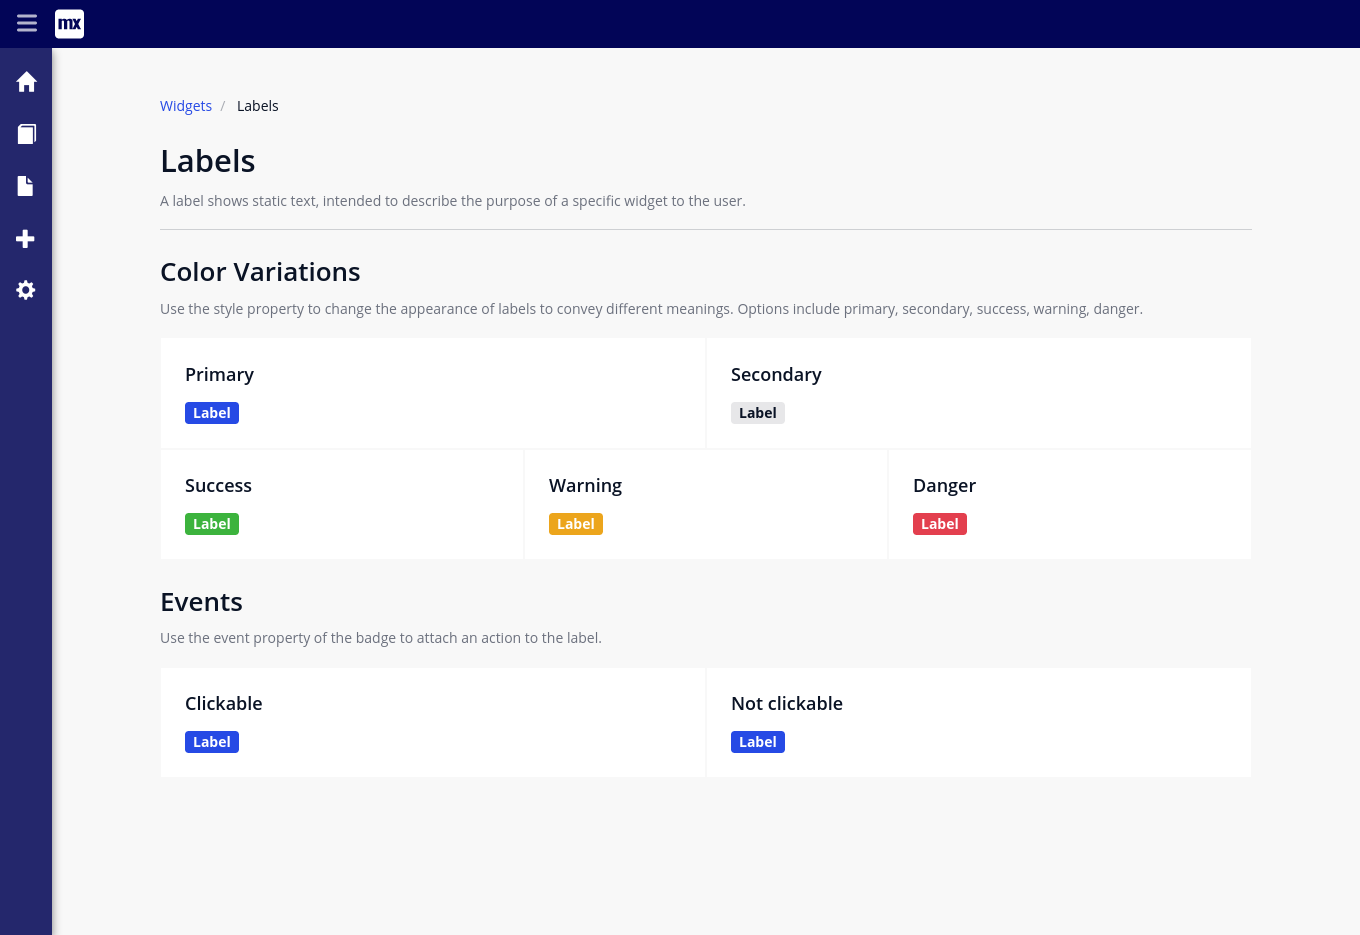 mx
Widgets / Labels
Labels
A label shows static text, intended to describe the purpose of a specific widget to the user.
Color Variations
Use the style property to change the appearance of labels to convey different meanings. Options include primary, secondary, success, warning, danger.
Primary
Label
Secondary
Label
Success
Label
Warning
Label
Danger
Label
Events
Use the event property of the badge to attach an action to the label.
Clickable
Label
Not clickable
Label